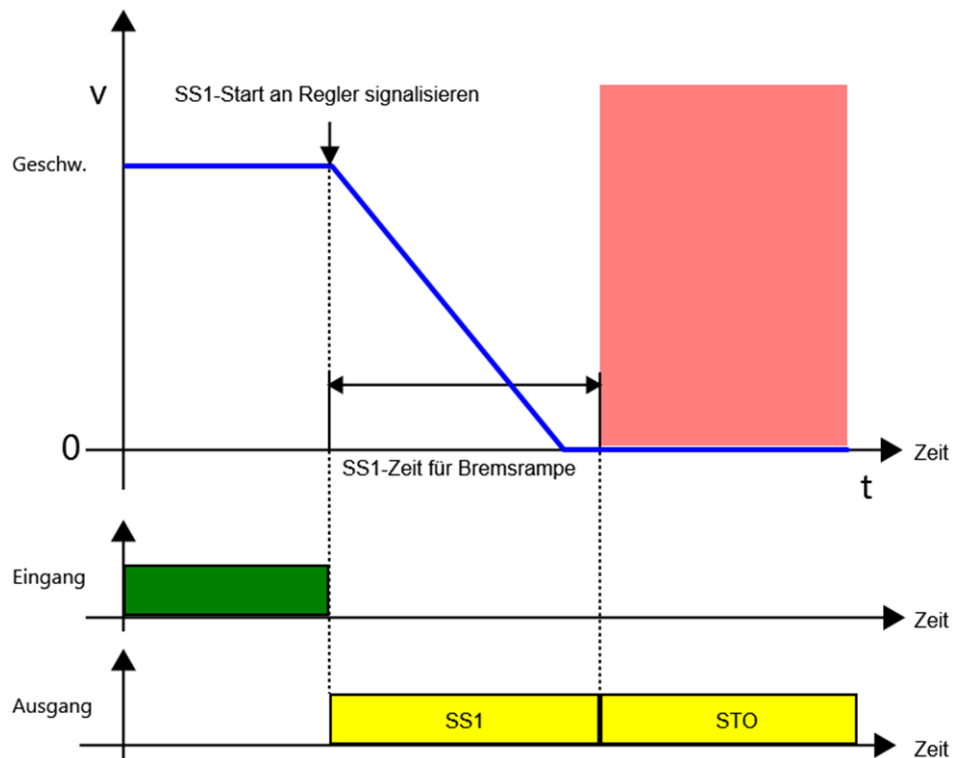 v
SS1-Start an Regler signalisieren
Geschw.
0
Zeit
SS1-Zeit für Bremsrampe
t
Eingang
Zeit
Ausgang
SS1
STO
Zeit